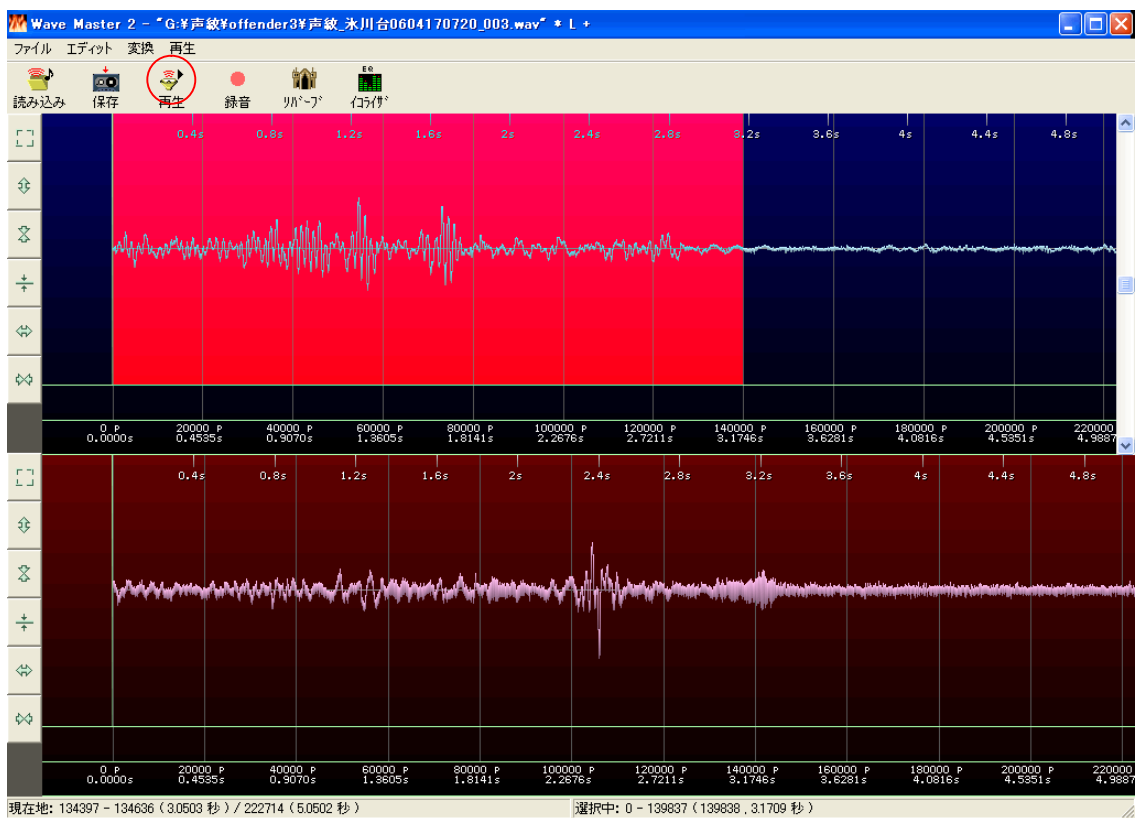 Wave Master 2 - "G:¥声紋¥offender3¥声紋_氷川台0604170720_003.wav" * L +
ファイル エディット 変換 再生
読み込み 保存 再生 録音 リバーブ イコライザ
EQ
0.4s 0.8s 1.2s 1.6s 2s 2.4s 2.8s 3.2s 3.6s 4s 4.4s 4.8s
0 P 20000 P 40000 P 60000 P 80000 P 100000 P 120000 P 140000 P 160000 P 180000 P 200000 P 220000
0.0000s 0.4535s 0.9070s 1.3605s 1.8141s 2.2676s 2.7211s 3.1746s 3.6281s 4.0816s 4.5351s 4.9887
0.4s 0.8s 1.2s 1.6s 2s 2.4s 2.8s 3.2s 3.6s 4s 4.4s 4.8s
0 P 20000 P 40000 P 60000 P 80000 P 100000 P 120000 P 140000 P 160000 P 180000 P 200000 P 220000
0.0000s 0.4535s 0.9070s 1.3605s 1.8141s 2.2676s 2.7211s 3.1746s 3.6281s 4.0816s 4.5351s 4.9887
現在地: 134397 - 134636 ( 3.0503 秒 ) / 222714 ( 5.0502 秒 ) 選択中: 0 - 139837 ( 139838 , 3.1709 秒 )